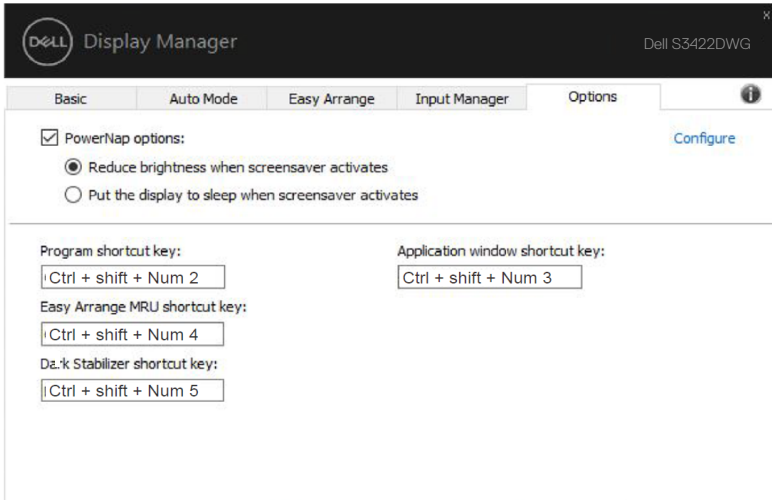 X
DELL Display Manager
Dell S3422DWG
Basic Auto Mode Easy Arrange Input Manager Options
PowerNap options:
Configure
Reduce brightness when screensaver activates
Put the display to sleep when screensaver activates
Program shortcut key:
Application window shortcut key:
Ctrl + shift + Num 2
Ctrl + shift + Num 3
Easy Arrange MRU shortcut key:
Ctrl + shift + Num 4
Dark Stabilizer shortcut key:
Ctrl + shift + Num 5